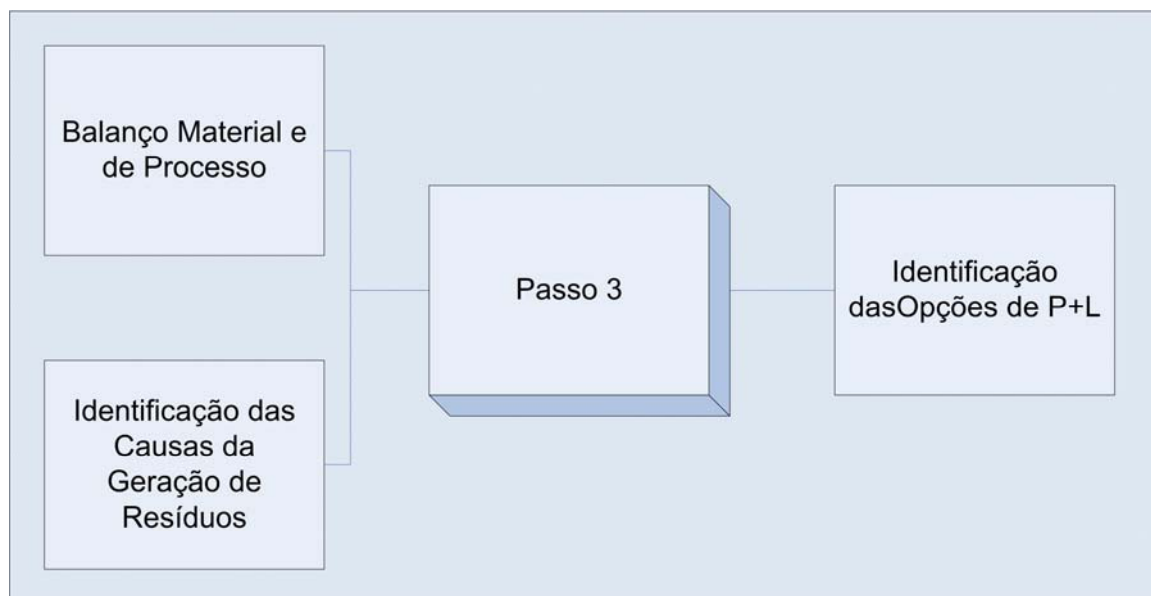 Balanço Material e
de Processo
Identificação das
Causas da
Geração de
Resíduos
Passo 3
Identificação
dasOpções de P+L